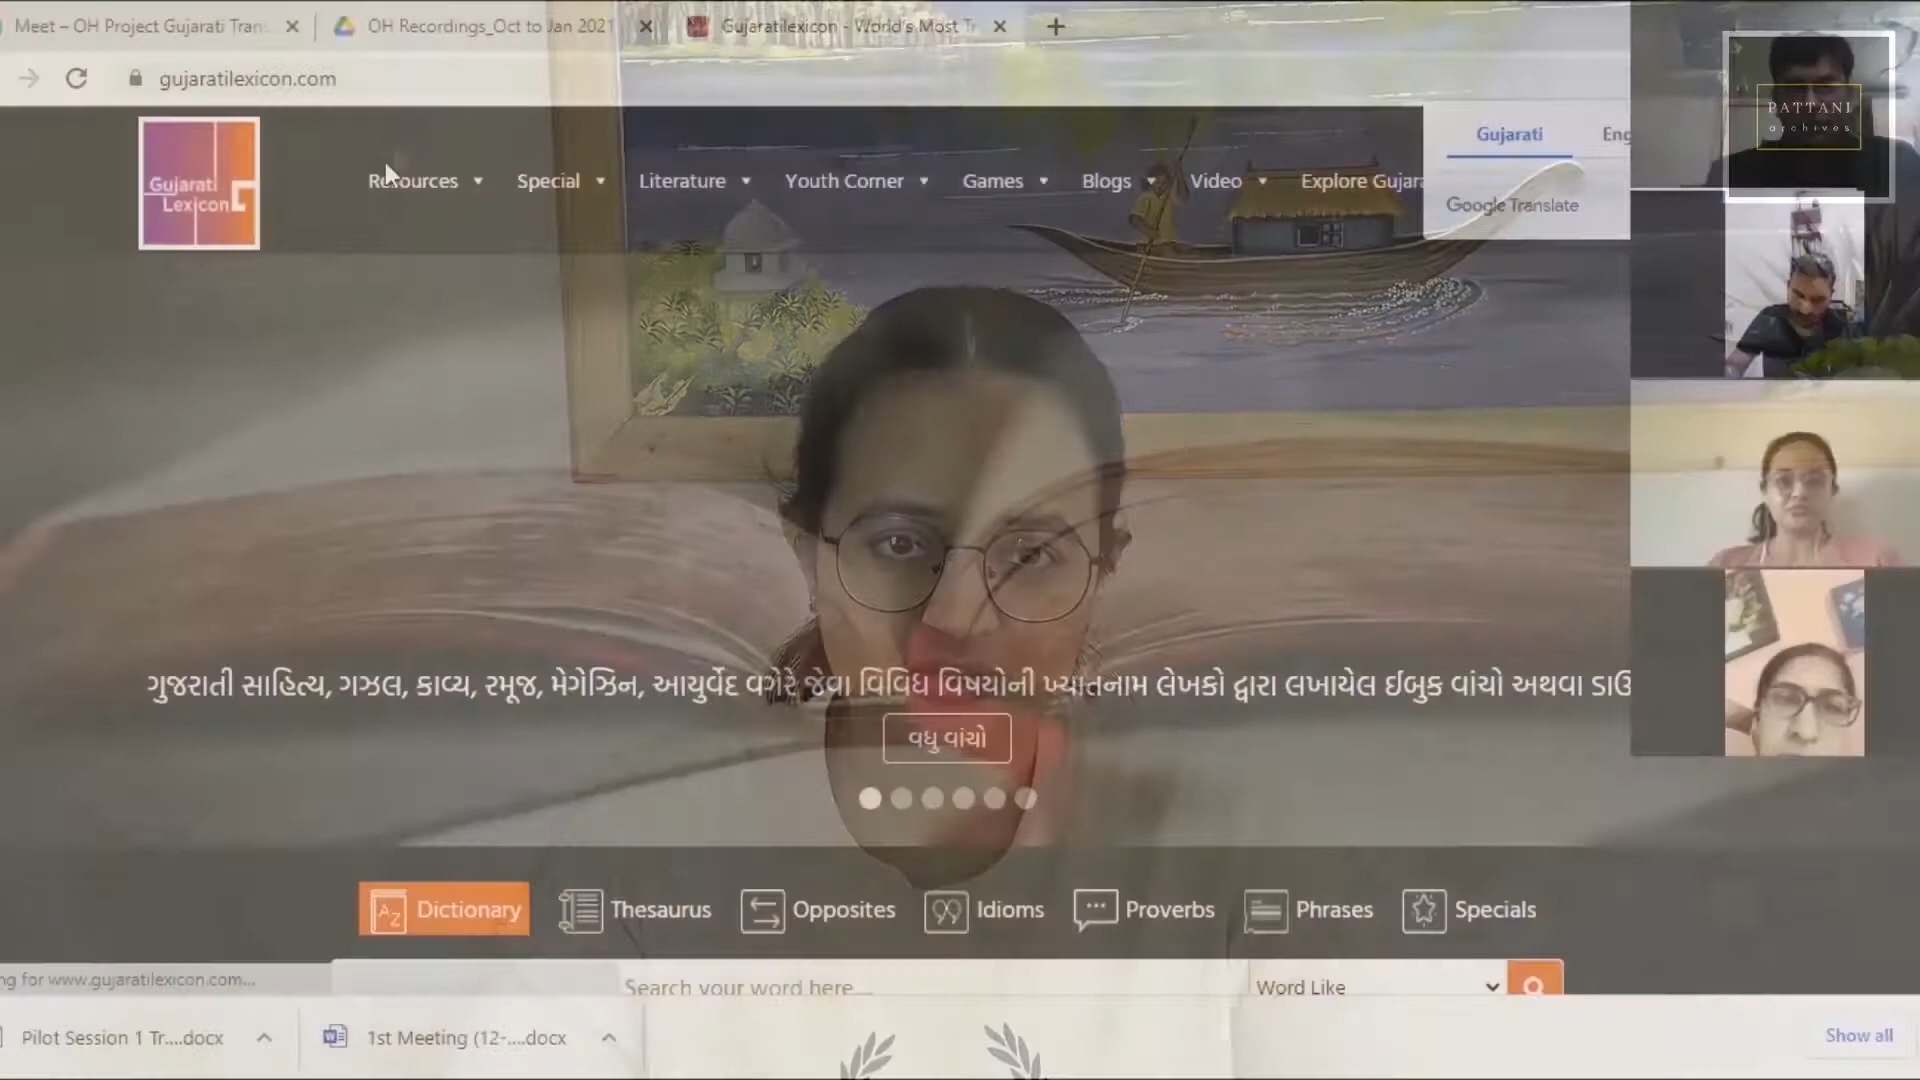 Meet – OH Project Gujarati Tran
OH Recordings_Oct to Jan 2021
Gujaratilexicon - World's Most Tr
gujaratilexicon.com
PATTANI
archives
Gujarati
Lexicon
Resources
Special
Literature
Youth Corner
Games
Blogs
Video
Explore Gujara
Gujarati
Eng
Google Translate
ગુજરાતી સાહિત્ય, ગઝલ, કાવ્ય, રમૂજ, મેગેઝિન, આયુર્વેદ વગેરે જેવા વિવિધ વિષયોની ખ્યાતનામ લેખકો દ્વારા લખાયેલ ઈબુક વાંચો અથવા ડાઉ
વધુ વાંચો
Dictionary
Thesaurus
Opposites
Idioms
Proverbs
Phrases
Specials
ng for www.gujaratilexicon.com...
Search your word here....
Word Like
Pilot Session 1 Tr....docx
1st Meeting (12-....docx
Show all